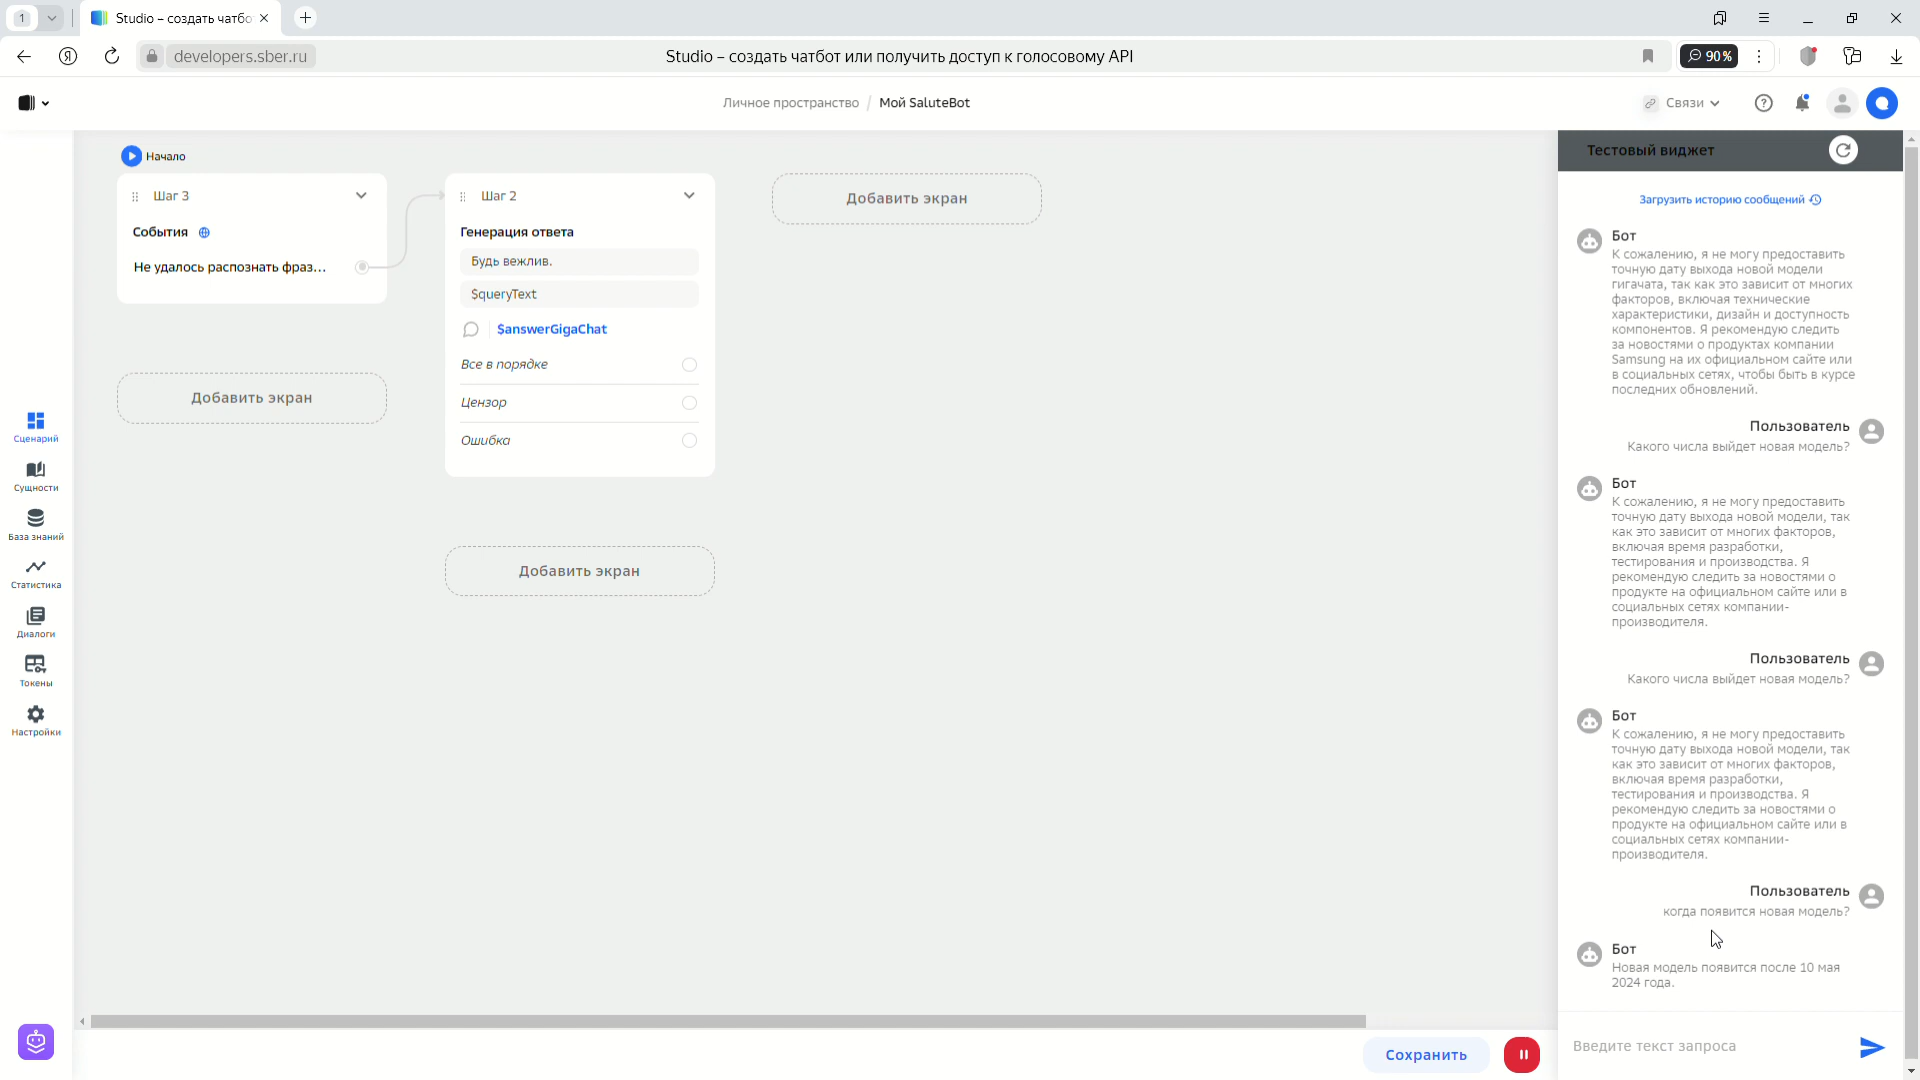 1
Studio – создать чатбо
developers.sber.ru
Studio – создать чатбот или получить доступ к голосовому API
90%
Личное пространство / Мой SaluteBot
Связи
Начало
Шаг 3
События
Не удалось распознать фраз...
Добавить экран
Шаг 2
Генерация ответа
Будь вежлив.
$queryText
$answerGigaChat
Все в порядке
Цензор
Ошибка
Добавить экран
Добавить экран
Сценарий
Сущности
База знаний
Статистика
Диалоги
Токены
Настройки
Сохранить
Тестовый виджет
Загрузить историю сообщений
Бот
К сожалению, я не могу предоставить
точную дату выхода новой модели
гигачата, так как это зависит от многих
факторов, включая технические
характеристики, дизайн и доступность
компонентов. Я рекомендую следить
за новостями о продуктах компании
Samsung на их официальном сайте или
в социальных сетях, чтобы быть в курсе
последних обновлений.
Пользователь
Какого числа выйдет новая модель?
Бот
К сожалению, я не могу предоставить
точную дату выхода новой модели, так
как это зависит от многих факторов,
включая время разработки,
тестирования и производства. Я
рекомендую следить за новостями о
продукте на официальном сайте или в
социальных сетях компании-
производителя.
Пользователь
Какого числа выйдет новая модель?
Бот
К сожалению, я не могу предоставить
точную дату выхода новой модели, так
как это зависит от многих факторов,
включая время разработки,
тестирования и производства. Я
рекомендую следить за новостями о
продукте на официальном сайте или в
социальных сетях компании-
производителя.
Пользователь
когда появится новая модель?
Бот
Новая модель появится после 10 мая
2024 года.
Введите текст запроса